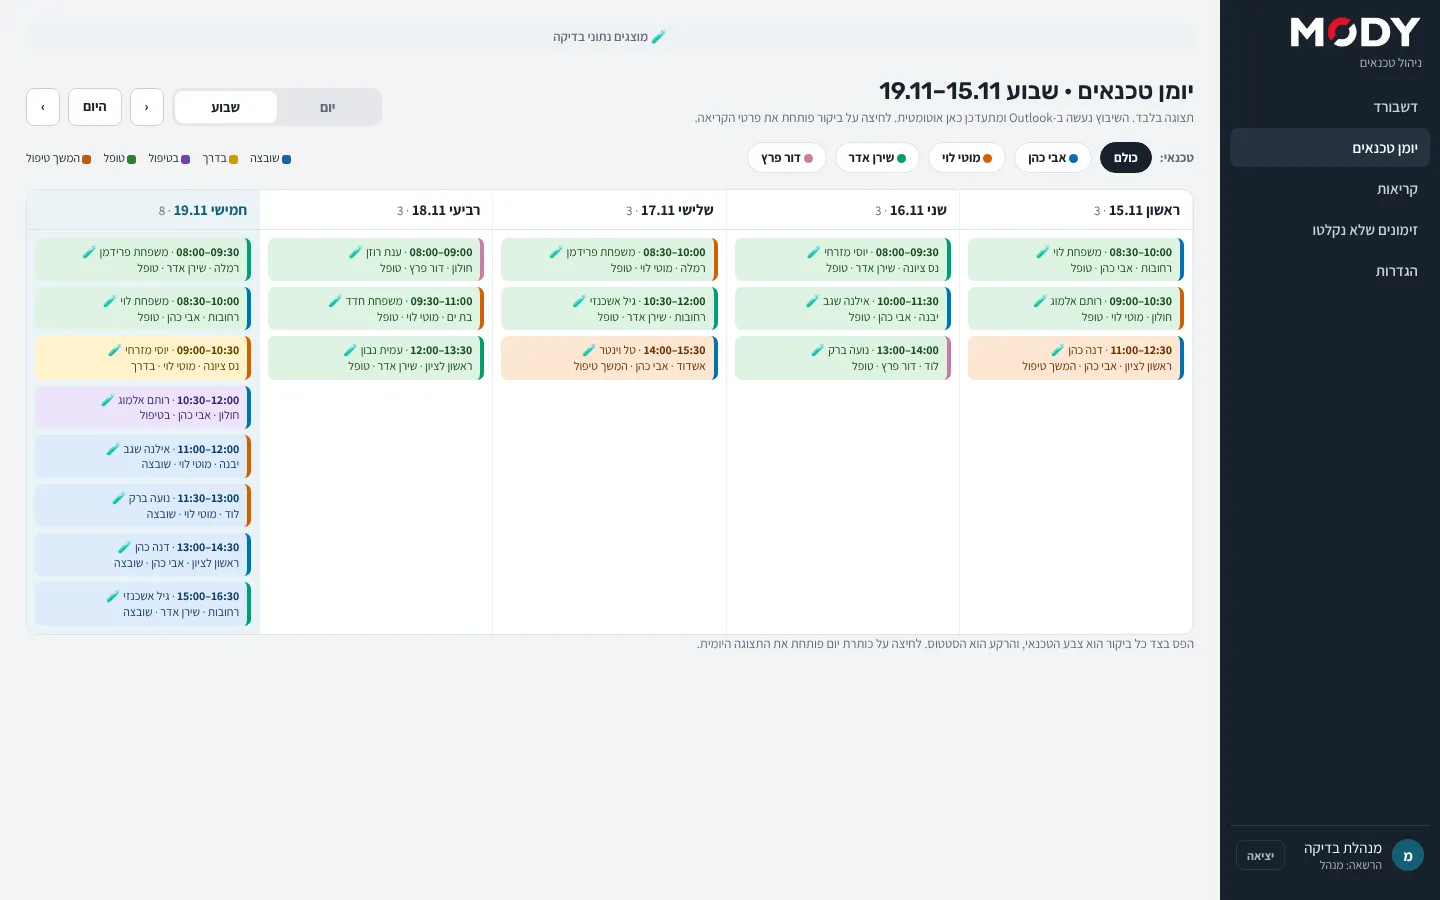 MODY
ניהול טכנאים
דשבורד
יומן טכנאים
קריאות
זימונים שלא נקלטו
הגדרות
מ
מנהלת בדיקה
הרשאה: מנהל
יציאה
🧪 מוצגים נתוני בדיקה
יומן טכנאים • שבוע 15.11–19.11
תצוגה בלבד. השיבוץ נעשה ב-Outlook ומתעדכן כאן אוטומטית. לחיצה על ביקור פותחת את פרטי הקריאה.
יום
שבוע
‹
היום
›
טכנאי:
כולם
אבי כהן
מוטי לוי
שירן אדר
דור פרץ
שובצה
בדרך
בטיפול
טופל
המשך טיפול
ראשון 15.11 · 3
08:30–10:00 · משפחת לוי 🧪
רחובות · אבי כהן · טופל
09:00–10:30 · רותם אלמוג 🧪
חולון · מוטי לוי · טופל
11:00–12:30 · דנה כהן 🧪
ראשון לציון · אבי כהן · המשך טיפול
שני 16.11 · 3
08:00–09:30 · יוסי מזרחי 🧪
נס ציונה · שירן אדר · טופל
10:00–11:30 · אילנה שגב 🧪
יבנה · אבי כהן · טופל
13:00–14:00 · נועה ברק 🧪
לוד · דור פרץ · טופל
שלישי 17.11 · 3
08:30–10:00 · משפחת פרידמן 🧪
רמלה · מוטי לוי · טופל
10:30–12:00 · גיל אשכנזי 🧪
רחובות · שירן אדר · טופל
14:00–15:30 · טל וינטר 🧪
אשדוד · אבי כהן · המשך טיפול
רביעי 18.11 · 3
08:00–09:00 · ענת רוזן 🧪
חולון · דור פרץ · טופל
09:30–11:00 · משפחת חדד 🧪
בת ים · מוטי לוי · טופל
12:00–13:30 · עמית נבון 🧪
ראשון לציון · שירן אדר · טופל
חמישי 19.11 · 8
08:00–09:30 · משפחת פרידמן 🧪
רמלה · שירן אדר · טופל
08:30–10:00 · משפחת לוי 🧪
רחובות · אבי כהן · טופל
09:00–10:30 · יוסי מזרחי 🧪
נס ציונה · מוטי לוי · בדרך
10:30–12:00 · רותם אלמוג 🧪
חולון · אבי כהן · בטיפול
11:00–12:00 · אילנה שגב 🧪
יבנה · מוטי לוי · שובצה
11:30–13:00 · נועה ברק 🧪
לוד · מוטי לוי · שובצה
13:00–14:30 · דנה כהן 🧪
ראשון לציון · אבי כהן · שובצה
15:00–16:30 · גיל אשכנזי 🧪
רחובות · שירן אדר · שובצה
הפס בצד כל ביקור הוא צבע הטכנאי, והרקע הוא הסטטוס. לחיצה על כותרת יום פותחת את התצוגה היומית.